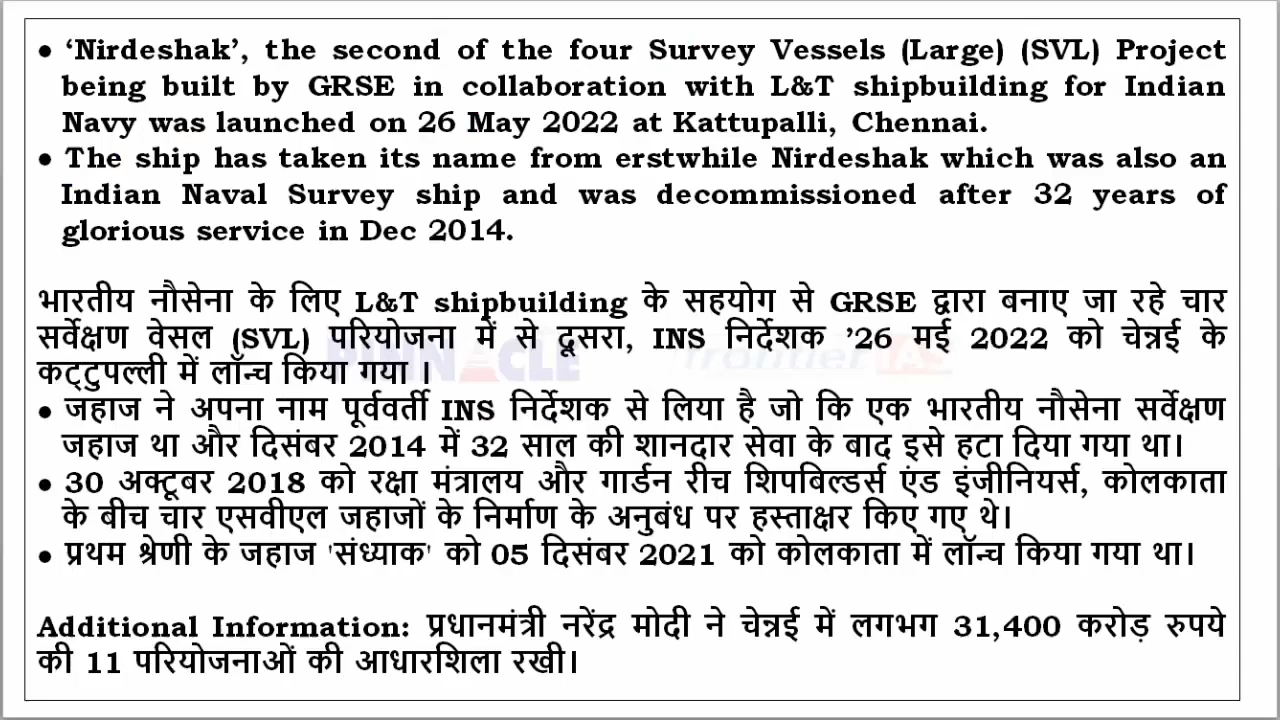 • ‘Nirdeshak’, the second of the four Survey Vessels (Large) (SVL) Project
being built by GRSE in collaboration with L&T shipbuilding for Indian
Navy was launched on 26 May 2022 at Kattupalli, Chennai.
• The ship has taken its name from erstwhile Nirdeshak which was also an
Indian Naval Survey ship and was decommissioned after 32 years of
glorious service in Dec 2014.
भारतीय नौसेना के लिए L&T shipbuilding के सहयोग से GRSE द्वारा बनाए जा रहे चार
सर्वेक्षण वेसल (SVL) परियोजना में से दूसरा, INS निर्देशक ’26 मई 2022 को चेन्नई के
कट्टुपल्ली में लॉन्च किया गया ।
PINNACLE frontier IAS
• जहाज ने अपना नाम पूर्ववर्ती INS निर्देशक से लिया है जो कि एक भारतीय नौसेना सर्वेक्षण
जहाज था और दिसंबर 2014 में 32 साल की शानदार सेवा के बाद इसे हटा दिया गया था।
• 30 अक्टूबर 2018 को रक्षा मंत्रालय और गार्डन रीच शिपबिल्डर्स एंड इंजीनियर्स, कोलकाता
के बीच चार एसवीएल जहाजों के निर्माण के अनुबंध पर हस्ताक्षर किए गए थे।
• प्रथम श्रेणी के जहाज 'संध्याक' को 05 दिसंबर 2021 को कोलकाता में लॉन्च किया गया था।
Additional Information: प्रधानमंत्री नरेंद्र मोदी ने चेन्नई में लगभग 31,400 करोड़ रुपये
की 11 परियोजनाओं की आधारशिला रखी।